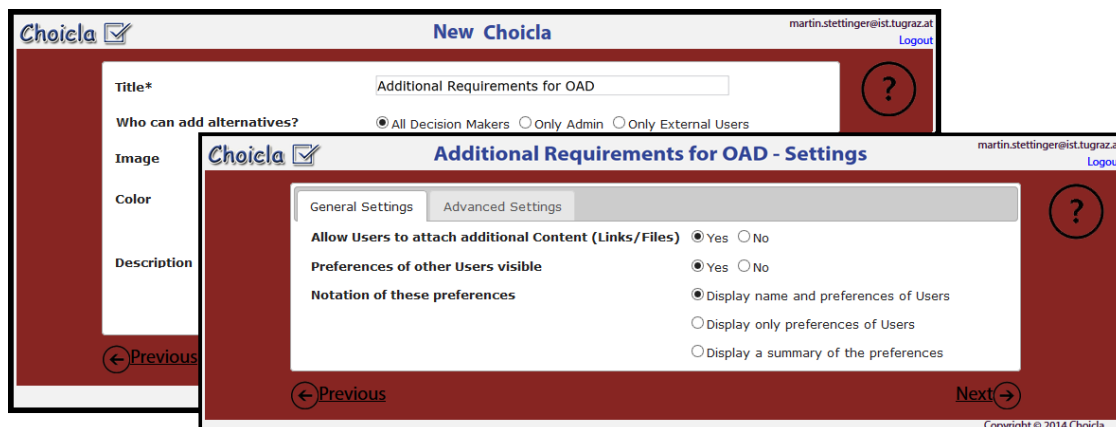 Choicla
New Choicla
martin.stettinger@ist.tugraz.at
Logout
Title*
Additional Requirements for OAD
Who can add alternatives?
All Decision Makers Only Admin Only External Users
Image
Color
Description
Previous
?
Choicla
Additional Requirements for OAD - Settings
martin.stettinger@ist.tugraz.a
Logou
General Settings Advanced Settings
Allow Users to attach additional Content (Links/Files) Yes No
Preferences of other Users visible Yes No
Notation of these preferences Display name and preferences of Users
Display only preferences of Users
Display a summary of the preferences
?
Previous
Next
Copyright © 2014 Choicla